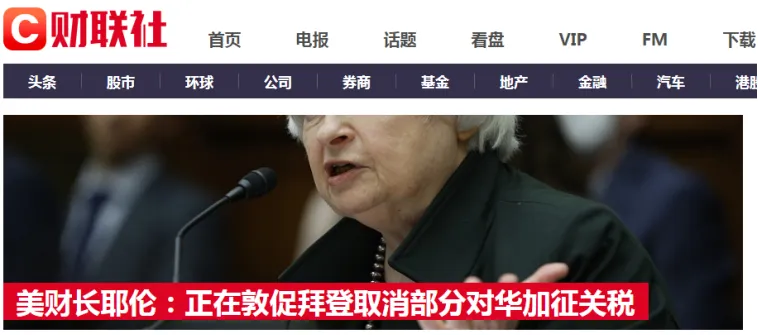 C 财联社
首页 电报 话题 看盘 VIP FM 下载
头条 股市 环球 公司 券商 基金 地产 金融 汽车 港股
美财长耶伦：正在敦促拜登取消部分对华加征关税